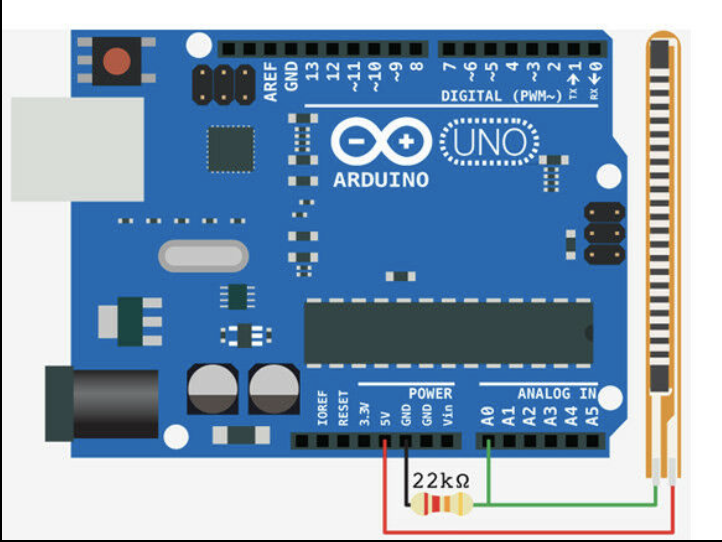 AREF
GND
13
12
~11
~10
~9
8
7
~6
~5
4
~3
2
TX→1
RX←0
DIGITAL (PWM~)
UNO
ARDUINO
POWER
ANALOG IN
IOREF
RESET
3.3V
5V
GND
GND
Vin
A0
A1
A2
A3
A4
A5
22kΩ